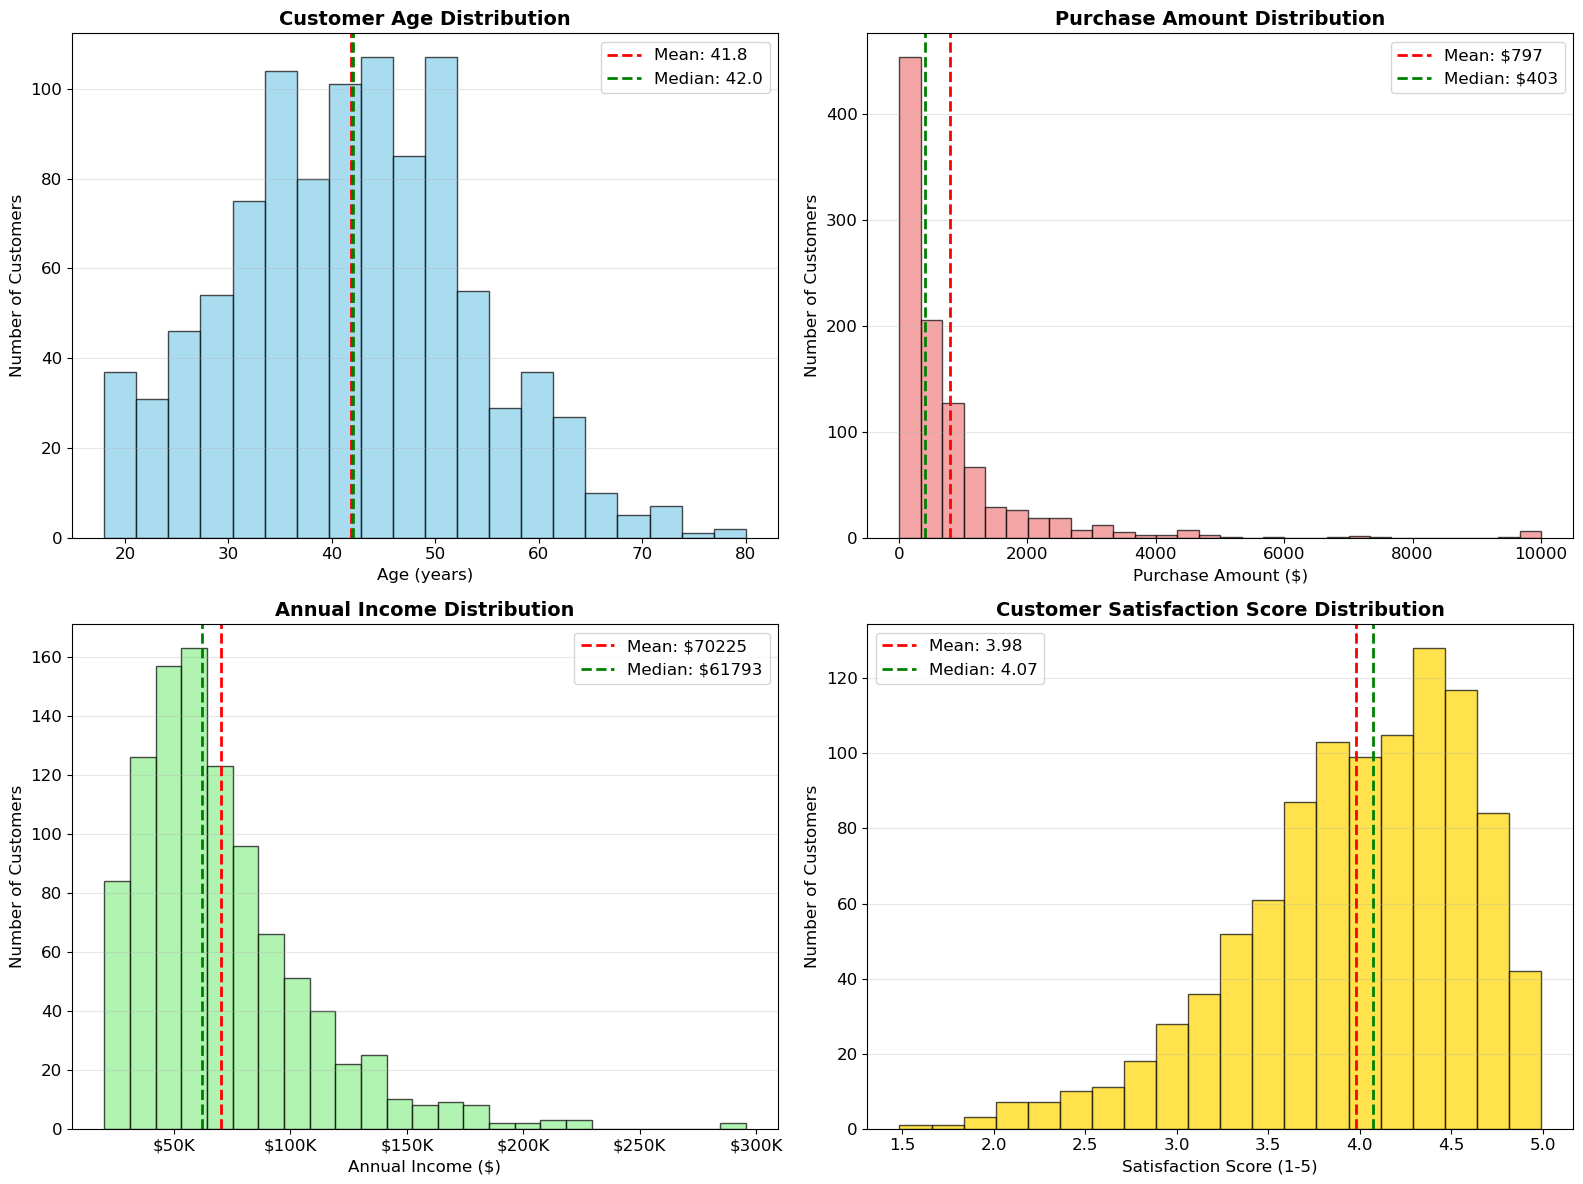 Customer Age Distribution
Number of Customers
100
80
60
40
20
0
Mean: 41.8
Median: 42.0
20 30 40 50 60 70 80
Age (years)
Purchase Amount Distribution
Number of Customers
400
300
200
100
0
Mean: $797
Median: $403
0 2000 4000 6000 8000 10000
Purchase Amount ($)
Annual Income Distribution
Number of Customers
160
140
120
100
80
60
40
20
0
Mean: $70225
Median: $61793
$50K $100K $150K $200K $250K $300K
Annual Income ($)
Customer Satisfaction Score Distribution
Number of Customers
120
100
80
60
40
20
0
Mean: 3.98
Median: 4.07
1.5 2.0 2.5 3.0 3.5 4.0 4.5 5.0
Satisfaction Score (1-5)